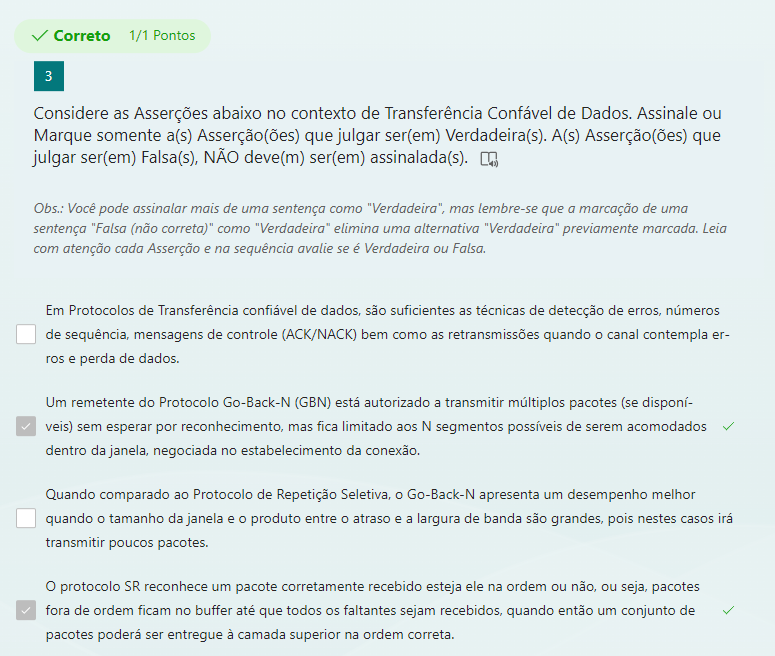 Correto 1/1 Pontos
3
Considere as Asserções abaixo no contexto de Transferência Confável de Dados. Assinale ou
Marque somente a(s) Asserção(ões) que julgar ser(em) Verdadeira(s). A(s) Asserção(ões) que
julgar ser(em) Falsa(s), NÃO deve(m) ser(em) assinalada(s).
Obs.: Você pode assinalar mais de uma sentença como "Verdadeira", mas lembre-se que a marcação de uma
sentença "Falsa (não correta)" como "Verdadeira" elimina uma alternativa "Verdadeira" previamente marcada. Leia
com atenção cada Asserção e na sequência avalie se é Verdadeira ou Falsa.
Em Protocolos de Transferência confiável de dados, são suficientes as técnicas de detecção de erros, números
de sequência, mensagens de controle (ACK/NACK) bem como as retransmissões quando o canal contempla er-
ros e perda de dados.
Um remetente do Protocolo Go-Back-N (GBN) está autorizado a transmitir múltiplos pacotes (se disponí-
veis) sem esperar por reconhecimento, mas fica limitado aos N segmentos possíveis de serem acomodados
dentro da janela, negociada no estabelecimento da conexão.
Quando comparado ao Protocolo de Repetição Seletiva, o Go-Back-N apresenta um desempenho melhor
quando o tamanho da janela e o produto entre o atraso e a largura de banda são grandes, pois nestes casos irá
transmitir poucos pacotes.
O protocolo SR reconhece um pacote corretamente recebido esteja ele na ordem ou não, ou seja, pacotes
fora de ordem ficam no buffer até que todos os faltantes sejam recebidos, quando então um conjunto de
pacotes poderá ser entregue à camada superior na ordem correta.